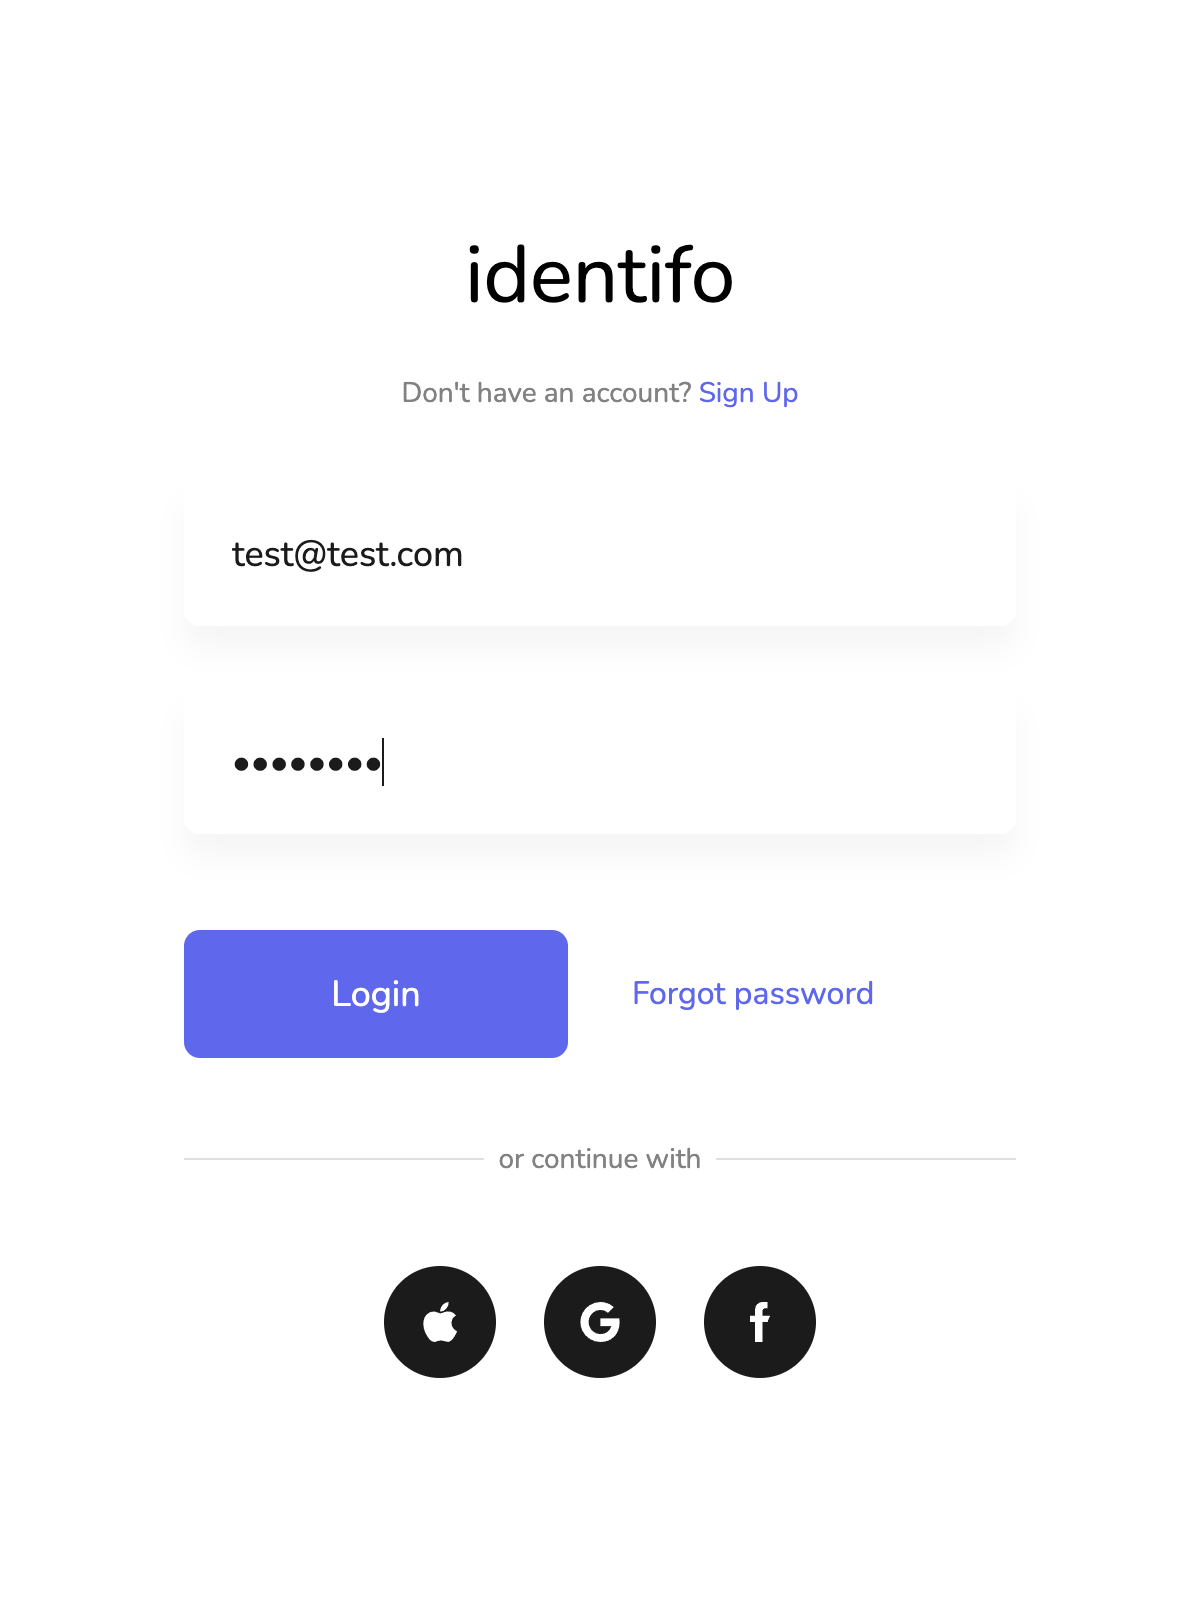 identifo
Don't have an account? Sign Up
test@test.com
••••••••
Login
Forgot password
or continue with